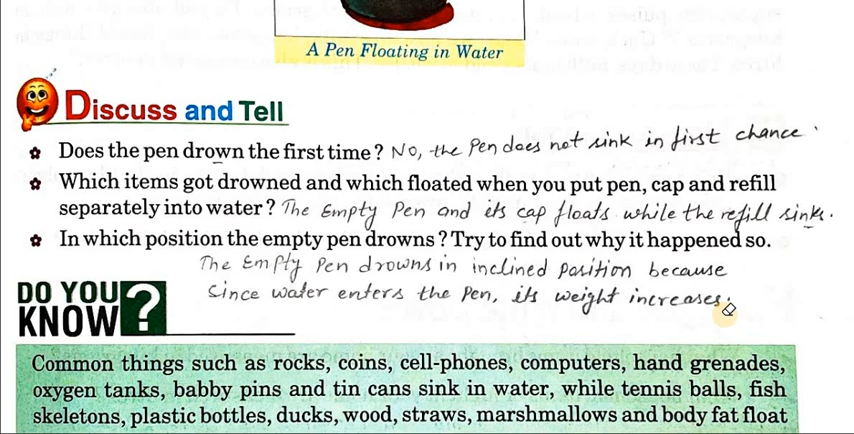 A Pen Floating in Water
Discuss and Tell
Does the pen drown the first time? No, the Pen does not sink in first chance.
Which items got drowned and which floated when you put pen, cap and refill
separately into water? The Empty Pen and its cap floats while the refill sinks.
In which position the empty pen drowns? Try to find out why it happened so.
The Empty Pen drowns in inclined position because
since water enters the Pen, its weight increases.
DO YOU
KNOW?
Common things such as rocks, coins, cell-phones, computers, hand grenades,
oxygen tanks, babby pins and tin cans sink in water, while tennis balls, fish
skeletons, plastic bottles, ducks, wood, straws, marshmallows and body fat float